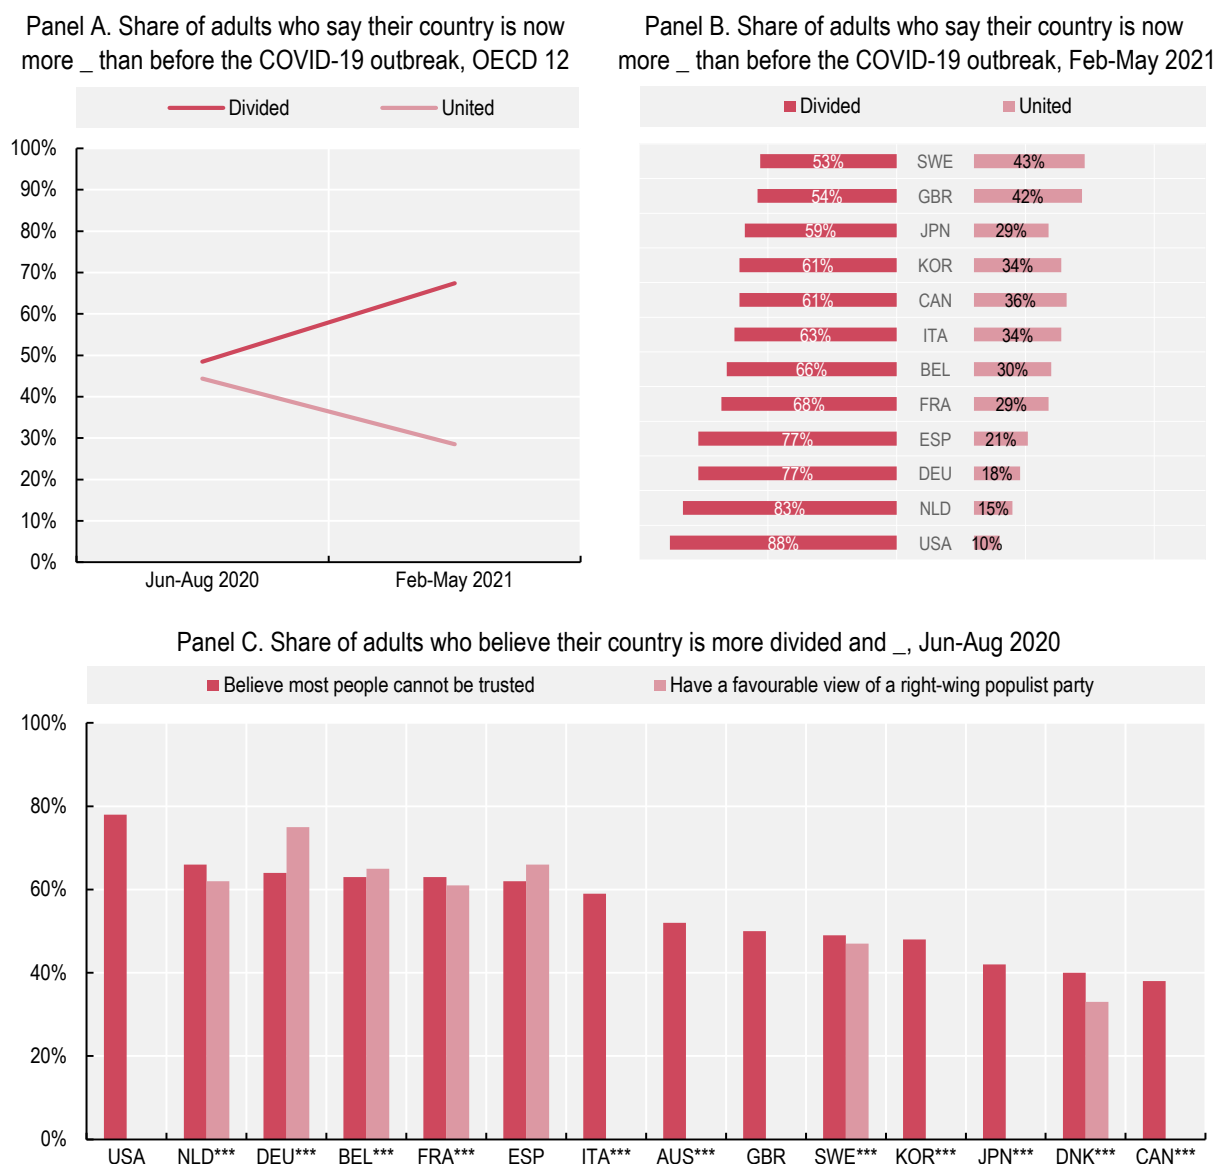 Panel A. Share of adults who say their country is now
more _ than before the COVID-19 outbreak, OECD 12
Divided
United
100%
90%
80%
70%
60%
50%
40%
30%
20%
10%
0%
Jun-Aug 2020
Feb-May 2021
Panel B. Share of adults who say their country is now
more _ than before the COVID-19 outbreak, Feb-May 2021
Divided
United
53% SWE 43%
54% GBR 42%
59% JPN 29%
61% KOR 34%
61% CAN 36%
63% ITA 34%
66% BEL 30%
68% FRA 29%
77% ESP 21%
77% DEU 18%
83% NLD 15%
88% USA 10%
Panel C. Share of adults who believe their country is more divided and _, Jun-Aug 2020
Believe most people cannot be trusted
Have a favourable view of a right-wing populist party
100%
80%
60%
40%
20%
0%
USA NLD*** DEU*** BEL*** FRA*** ESP ITA*** AUS*** GBR SWE*** KOR*** JPN*** DNK*** CAN***